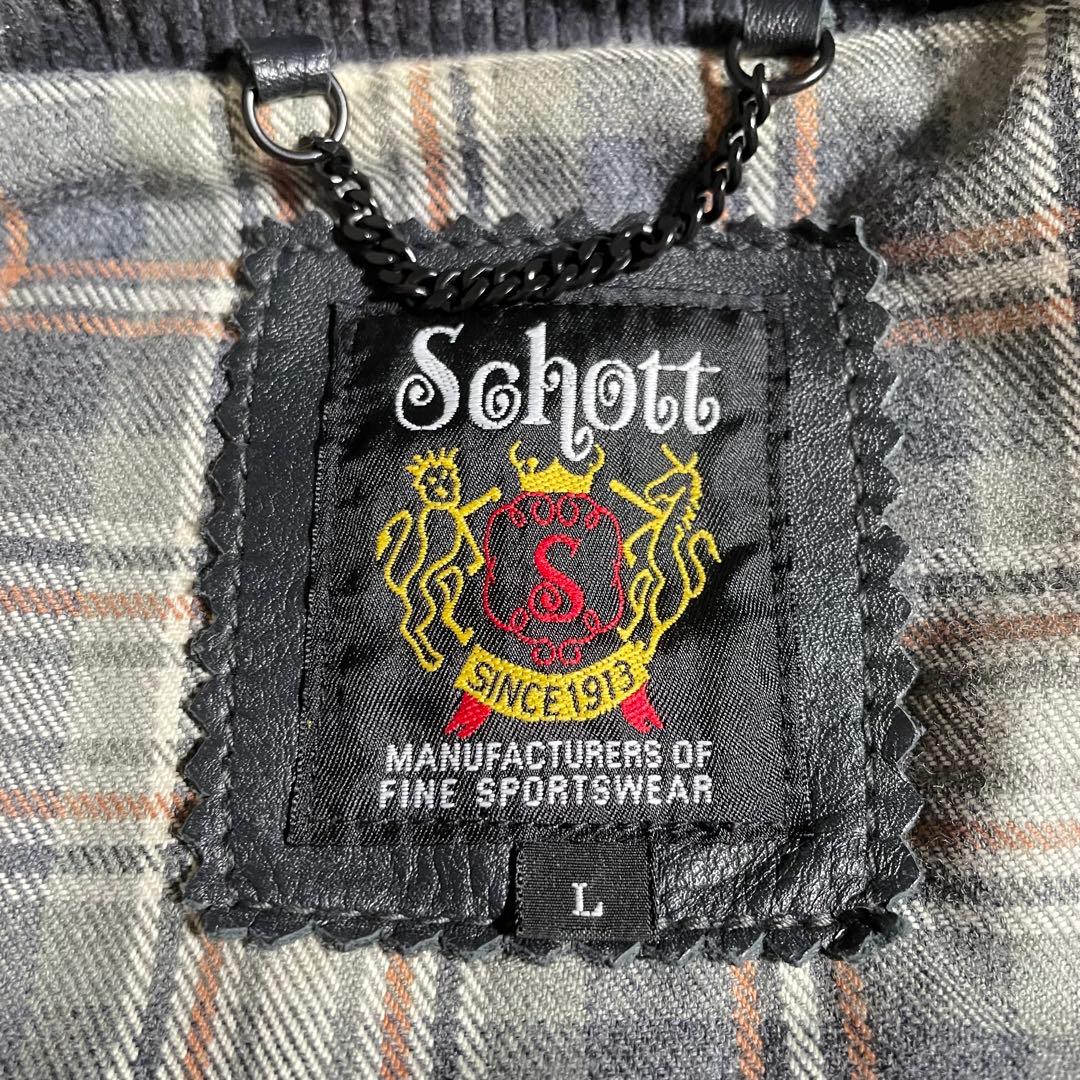 Schott
S
SINCE 1913
MANUFACTURERS OF
FINE SPORTSWEAR
L